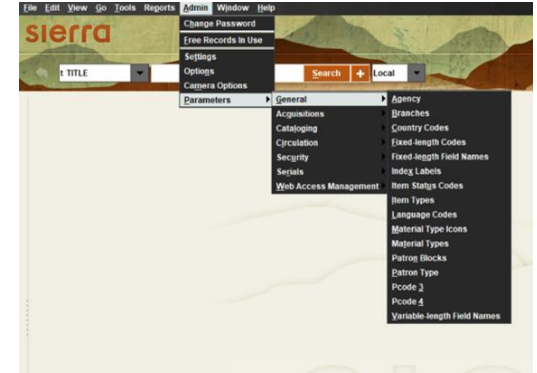 File Edit View Go Tools Reports Admin Window Help
sierra
Change Password
Free Records In Use
Settings
Options
Camera Options
Parameters
t TITLE
Search + Local
General
Acquisitions
Cataloging
Circulation
Security
Serials
Web Access Management
Agency
Branches
Country Codes
Fixed-length Codes
Fixed-length Field Names
Index Labels
Item Status Codes
Item Types
Language Codes
Material Type Icons
Material Types
Patron Blocks
Patron Type
Pcode 3
Pcode 4
Variable-length Field Names